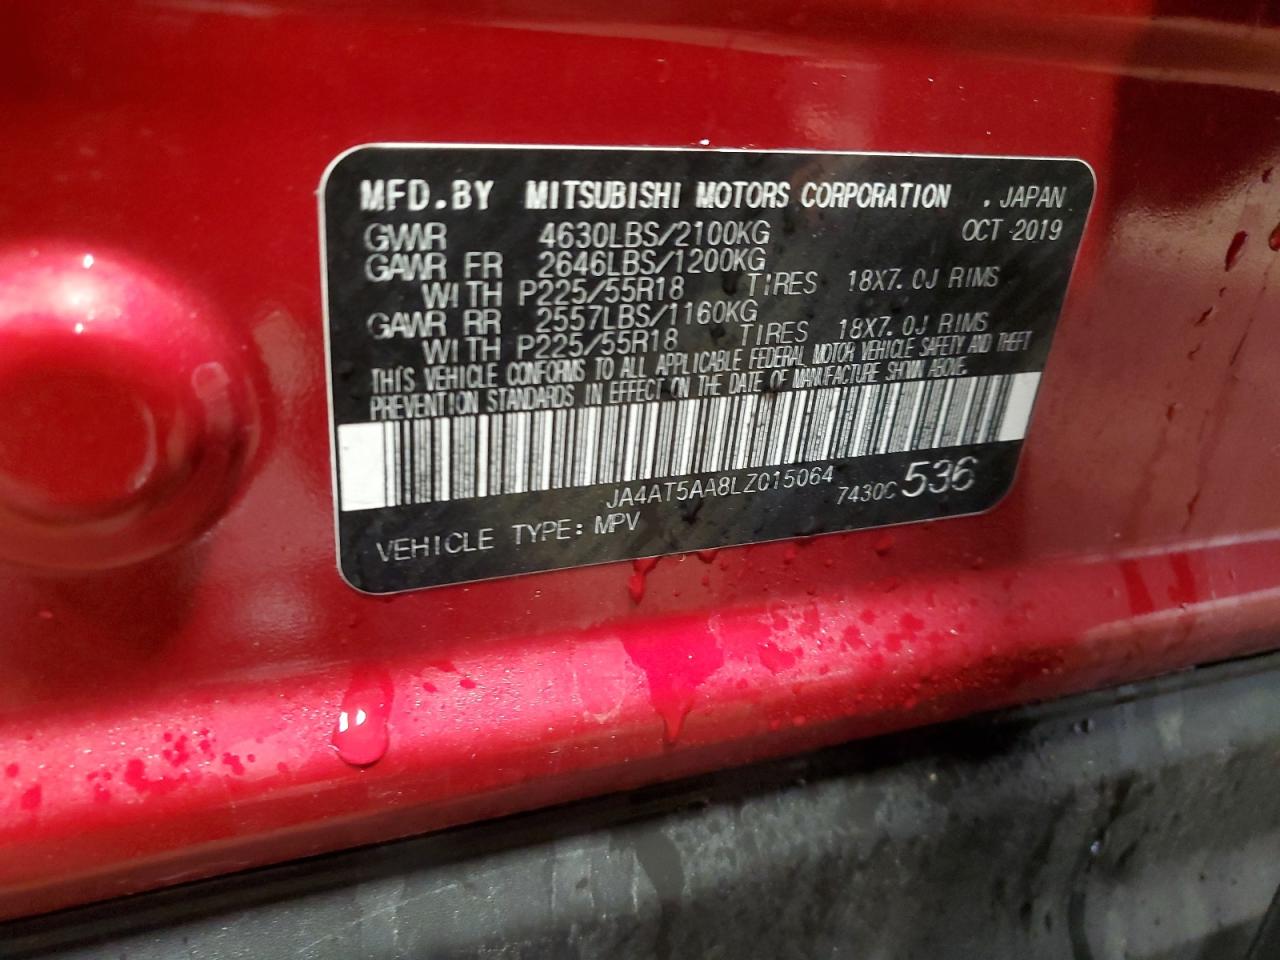 MFD.BY MITSUBISHI MOTORS CORPORATION . JAPAN
GVWR 4630LBS/2100KG OCT 2019
GAWR FR 2646LBS/1200KG
WITH P225/55R18 TIRES 18X7.0J RIMS
GAWR RR 2557LBS/1160KG
WITH P225/55R18 TIRES 18X7.0J RIMS
THIS VEHICLE CONFORMS TO ALL APPLICABLE FEDERAL MOTOR VEHICLE SAFETY AND THEFT
PREVENTION STANDARDS IN EFFECT ON THE DATE OF MANUFACTURE SHOWN ABOVE.
JA4AT5AA8LZ015064 7430C 536
VEHICLE TYPE: MPV